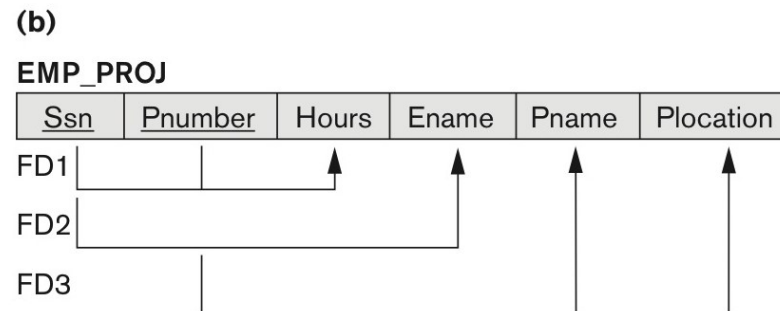 (b)
EMP_PROJ
Ssn Pnumber Hours Ename Pname Plocation
FD1
FD2
FD3